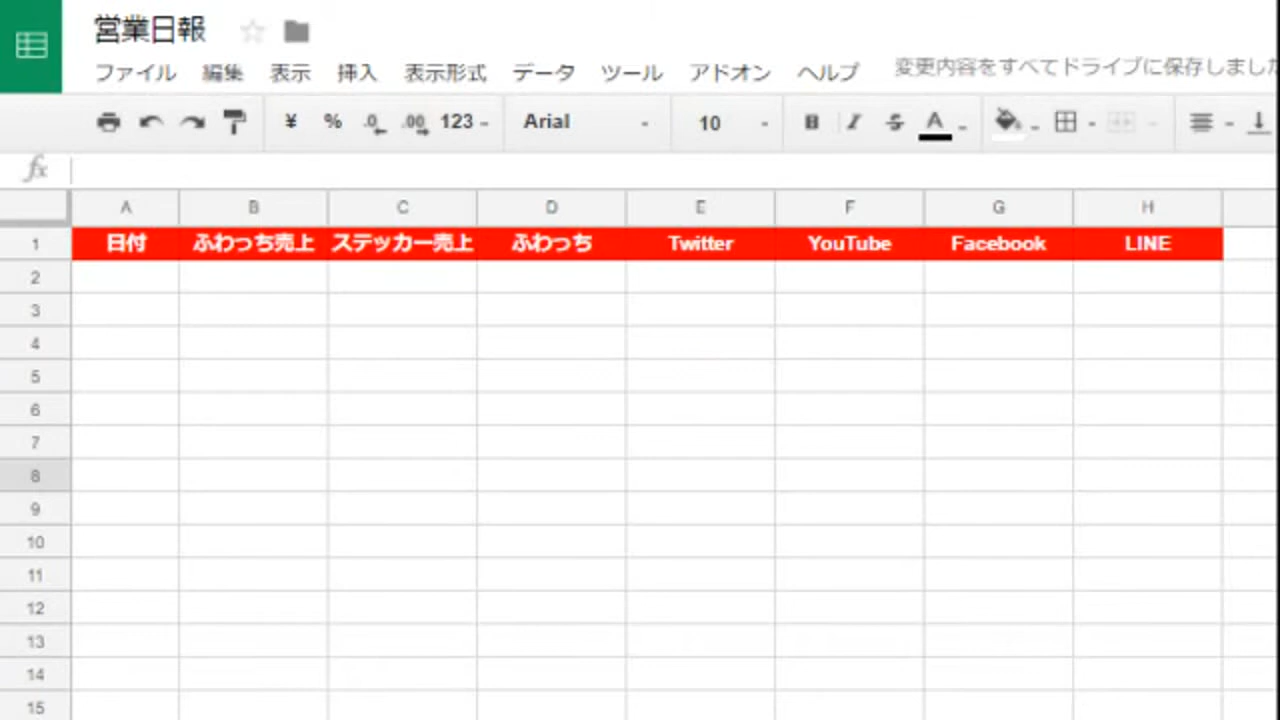 営業日報
ファイル 編集 表示 挿入 表示形式 データ ツール アドオン ヘルプ 変更内容をすべてドライブに保存しました
¥ % .0 .00 123 Arial 10 B I S A
fx
A B C D E F G H
1 日付 ふわっち売上 ステッカー売上 ふわっち Twitter YouTube Facebook LINE
2
3
4
5
6
7
8
9
10
11
12
13
14
15